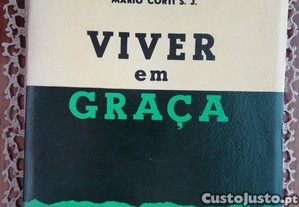 MARIO CORTI S. J.
VIVER
em
GRAÇA
CustoJusto.pt